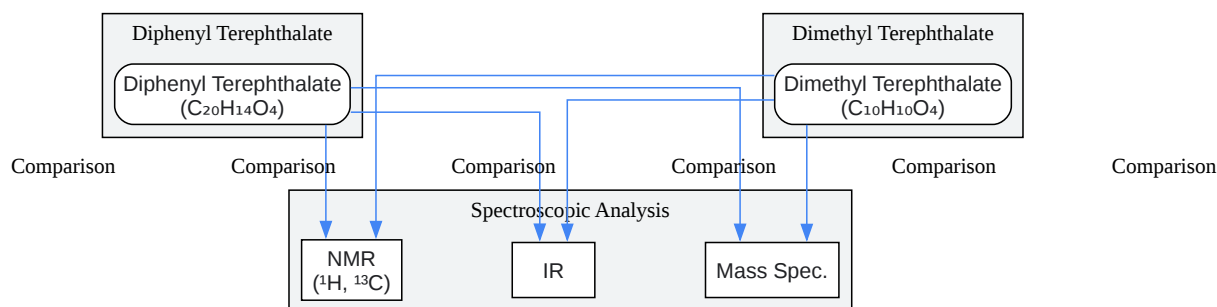 Diphenyl Terephthalate
Dimethyl Terephthalate
Diphenyl Terephthalate
(C₂₀H₁₄O₄)
Dimethyl Terephthalate
(C₁₀H₁₀O₄)
Comparison
Comparison
Comparison
Comparison
Comparison
Comparison
Spectroscopic Analysis
NMR
(¹H, ¹³C)
IR
Mass Spec.